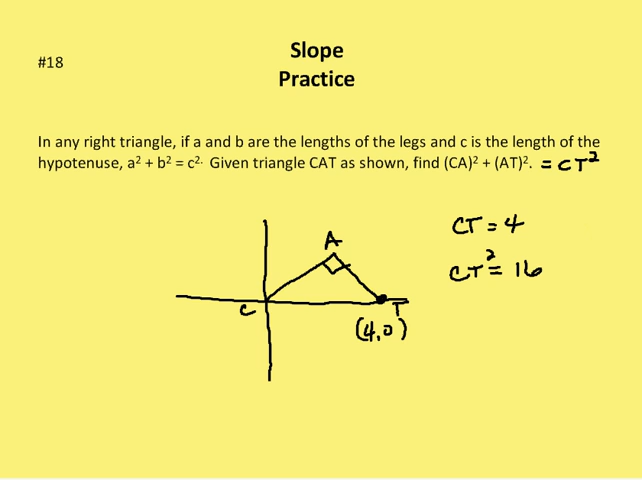 Slope
#18
Practice
In any right triangle, if a and b are the lengths of the legs and c is the length of the
hypotenuse, a² + b² = c². Given triangle CAT as shown, find (CA)² + (AT)². = CT²
CT = 4
A
CT² = 16
C
T
(4,0)